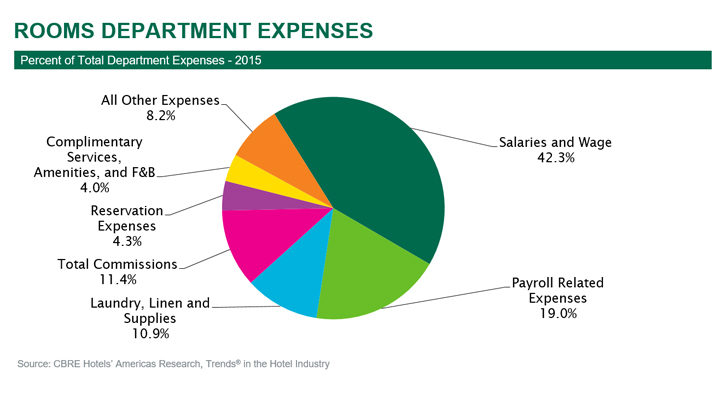 ROOMS DEPARTMENT EXPENSES
Percent of Total Department Expenses - 2015
All Other Expenses
8.2%
Complimentary
Services,
Amenities, and F&B
4.0%
Reservation
Expenses
4.3%
Total Commissions
11.4%
Laundry, Linen and
Supplies
10.9%
Salaries and Wage
42.3%
Payroll Related
Expenses
19.0%
Source: CBRE Hotels' Americas Research, Trends® in the Hotel Industry